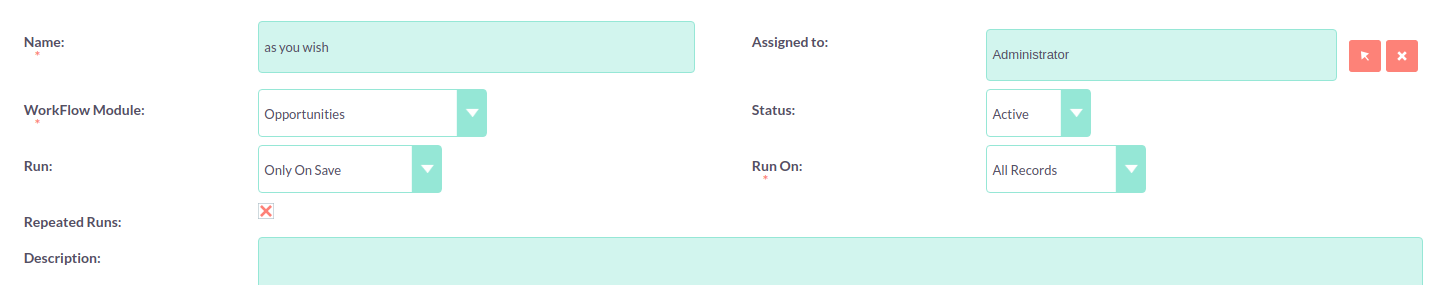 Name: as you wish Assigned to: Administrator
*
WorkFlow Module: Opportunities Status: Active
*
Run: Only On Save Run On: All Records
*
Repeated Runs:
Description: